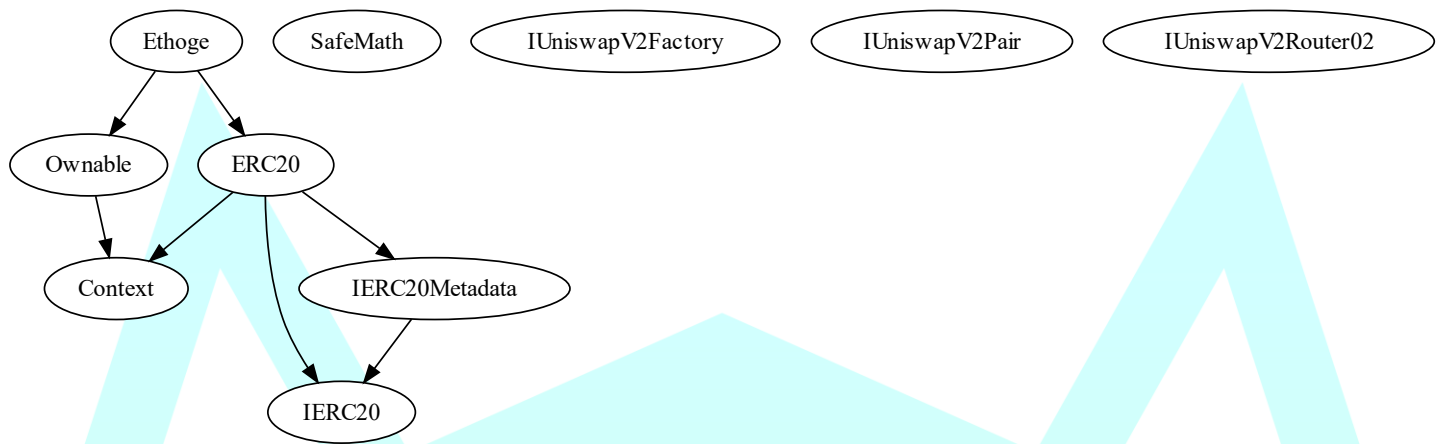 Ethoge
SafeMath
IUniswapV2Factory
IUniswapV2Pair
IUniswapV2Router02
Ownable
ERC20
Context
IERC20Metadata
IERC20